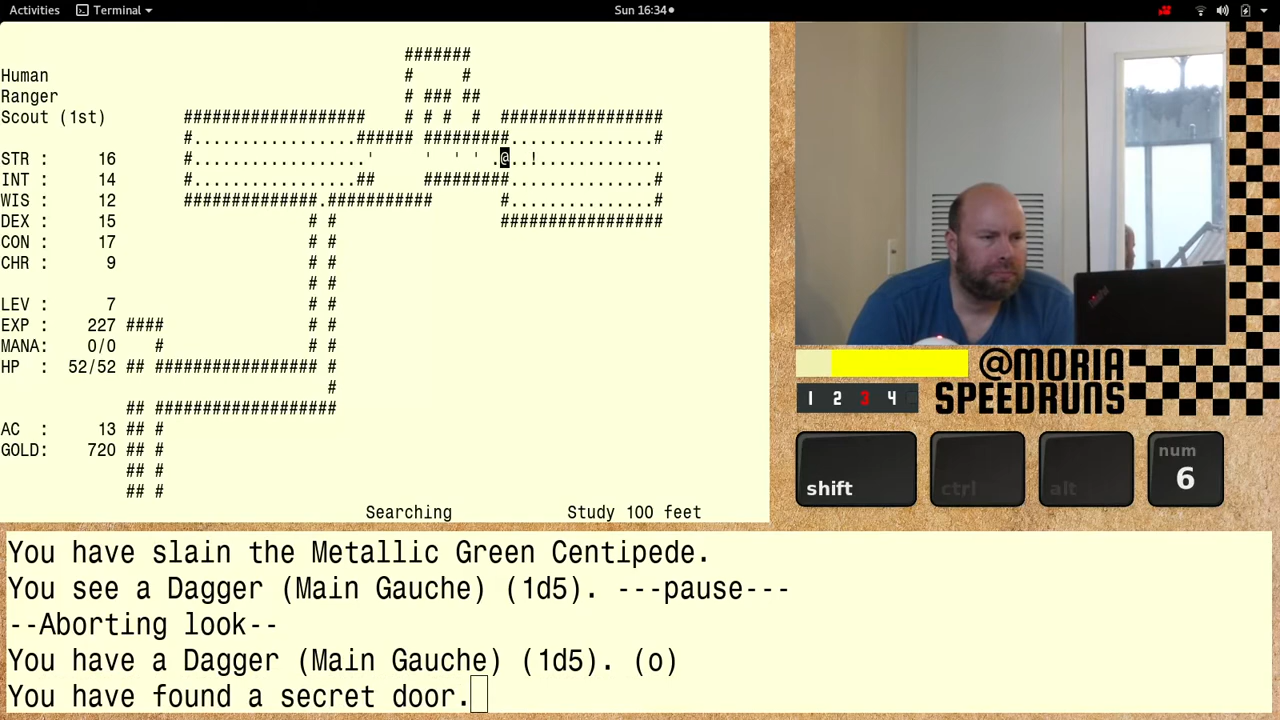 Activities Terminal Sun 16:34
#######
Human # #
Ranger # ### ##
Scout (1st) ################### # # # # #################
#.................###### #########...............#
STR : 16 #..................' ' ' ' .@..!.............
INT : 14 #.................## #########...............#
WIS : 12 ##############.########### #...............#
DEX : 15 # # #################
CON : 17 # #
CHR : 9 # #
# #
LEV : 7 # #
EXP : 227 #### # #
MANA: 0/0 # # #
HP : 52/52 ## ################# #
#
## ###################
AC : 13 ## #
GOLD: 720 ## #
## #
## #
Searching Study 100 feet
@MORIA
1 2 3 4 SPEEDRUNS
shift ctrl alt num 6
You have slain the Metallic Green Centipede.
You see a Dagger (Main Gauche) (1d5). ---pause---
--Aborting look--
You have a Dagger (Main Gauche) (1d5). (o)
You have found a secret door.